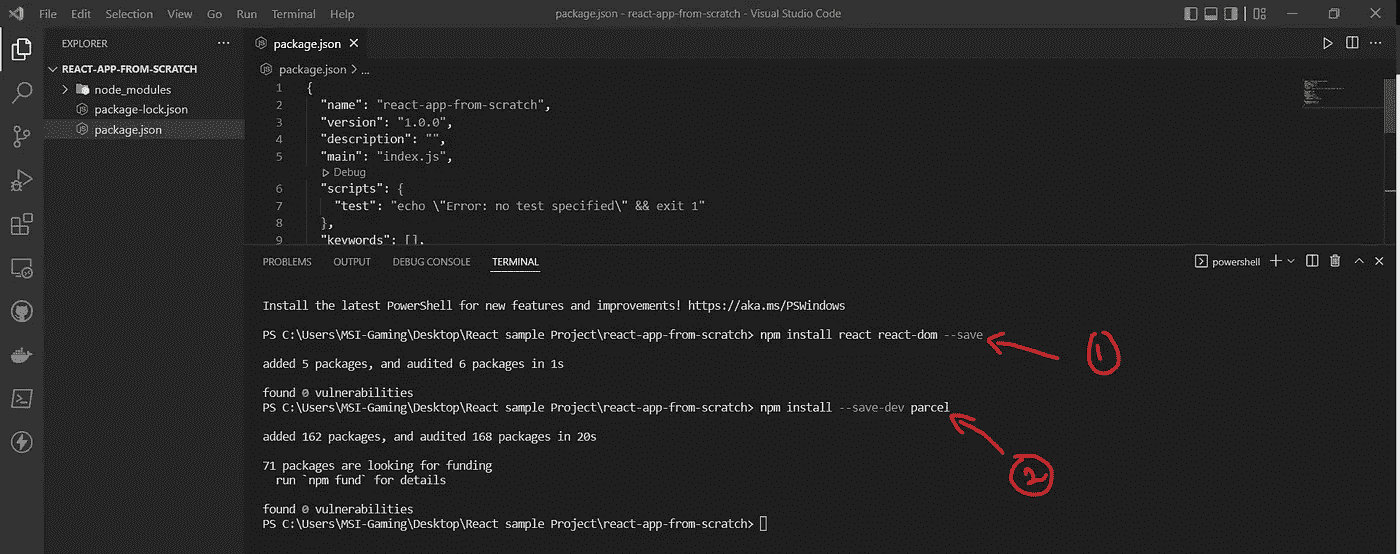 File Edit Selection View Go Run Terminal Help
package.json - react-app-from-scratch - Visual Studio Code
EXPLORER
REACT-APP-FROM-SCRATCH
node_modules
package-lock.json
package.json
package.json
package.json > ...
1 {
2 "name": "react-app-from-scratch",
3 "version": "1.0.0",
4 "description": "",
5 "main": "index.js",
Debug
6 "scripts": {
7 "test": "echo \"Error: no test specified\" && exit 1"
8 },
9 "keywords": [],
PROBLEMS OUTPUT DEBUG CONSOLE TERMINAL
powershell
Install the latest PowerShell for new features and improvements! https://aka.ms/PSWindows
PS C:\Users\MSI-Gaming\Desktop\React sample Project\react-app-from-scratch> npm install react react-dom --save
1
added 5 packages, and audited 6 packages in 1s
found 0 vulnerabilities
PS C:\Users\MSI-Gaming\Desktop\React sample Project\react-app-from-scratch> npm install --save-dev parcel
2
added 162 packages, and audited 168 packages in 20s
71 packages are looking for funding
run `npm fund` for details
found 0 vulnerabilities
PS C:\Users\MSI-Gaming\Desktop\React sample Project\react-app-from-scratch>